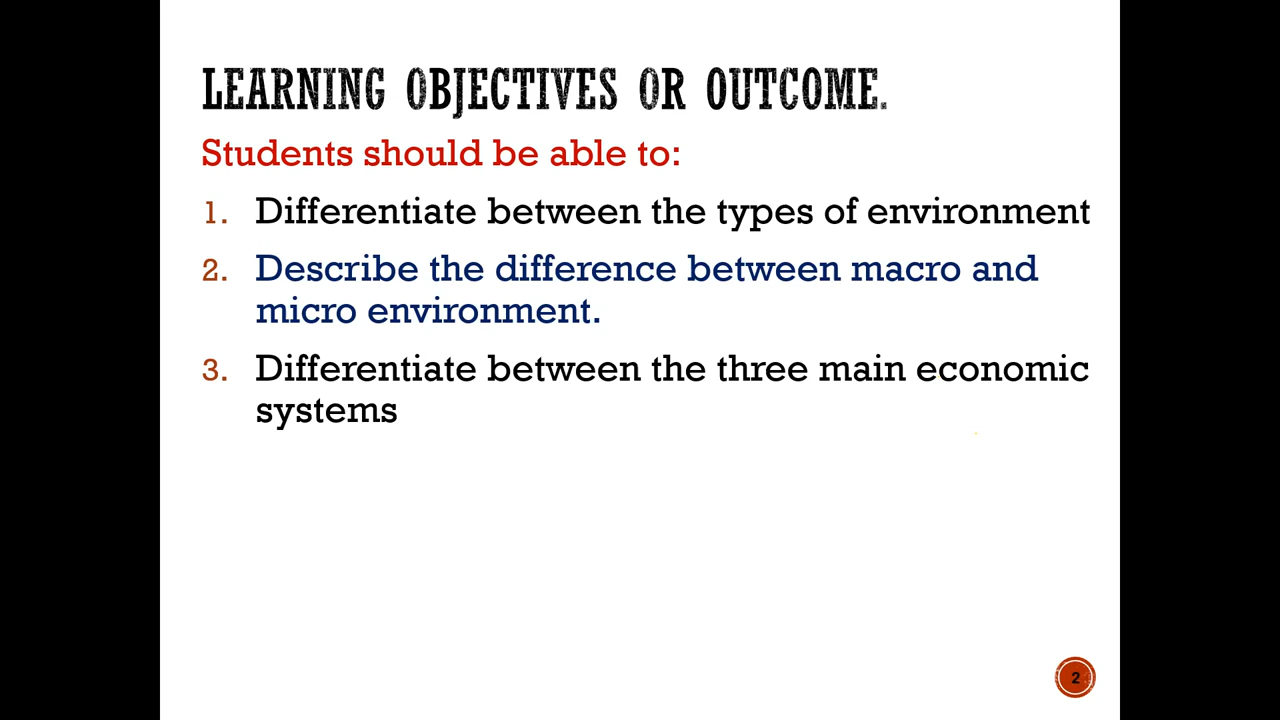 LEARNING OBJECTIVES OR OUTCOME.
Students should be able to:
1. Differentiate between the types of environment
2. Describe the difference between macro and
micro environment.
3. Differentiate between the three main economic
systems
2